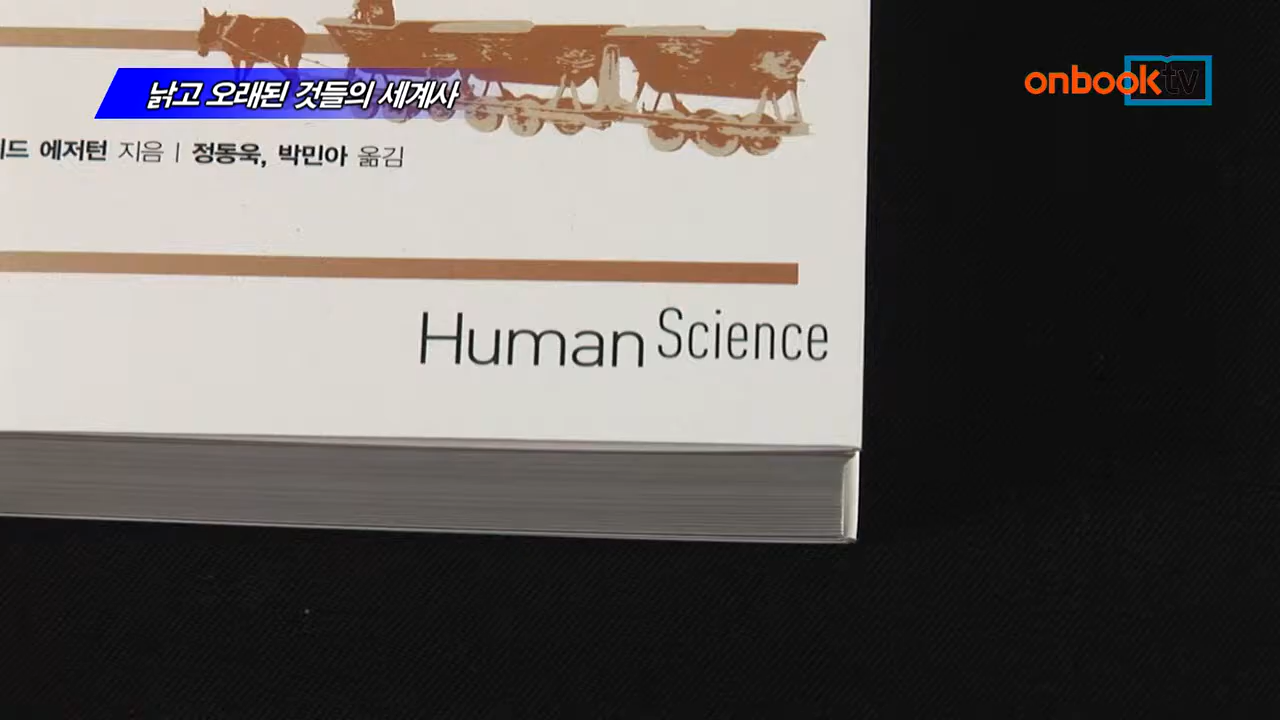 onbooktv
낡고 오래된 것들의 세계사
에저턴 지음 | 정동욱, 박민아 옮김
Human Science